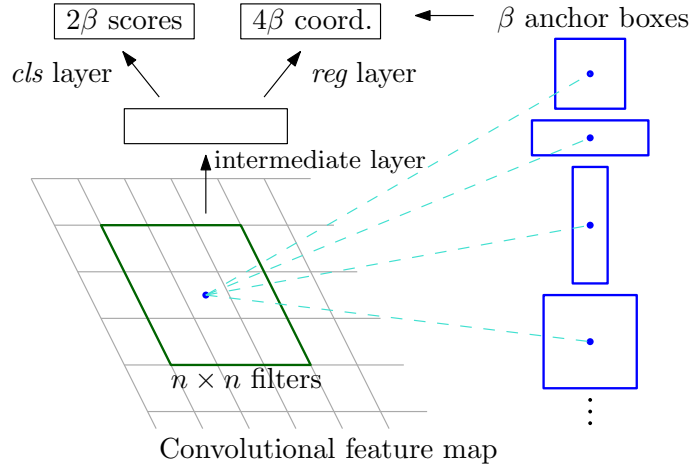 2β scores
4β coord.
β anchor boxes
cls layer
reg layer
intermediate layer
n × n filters
Convolutional feature map